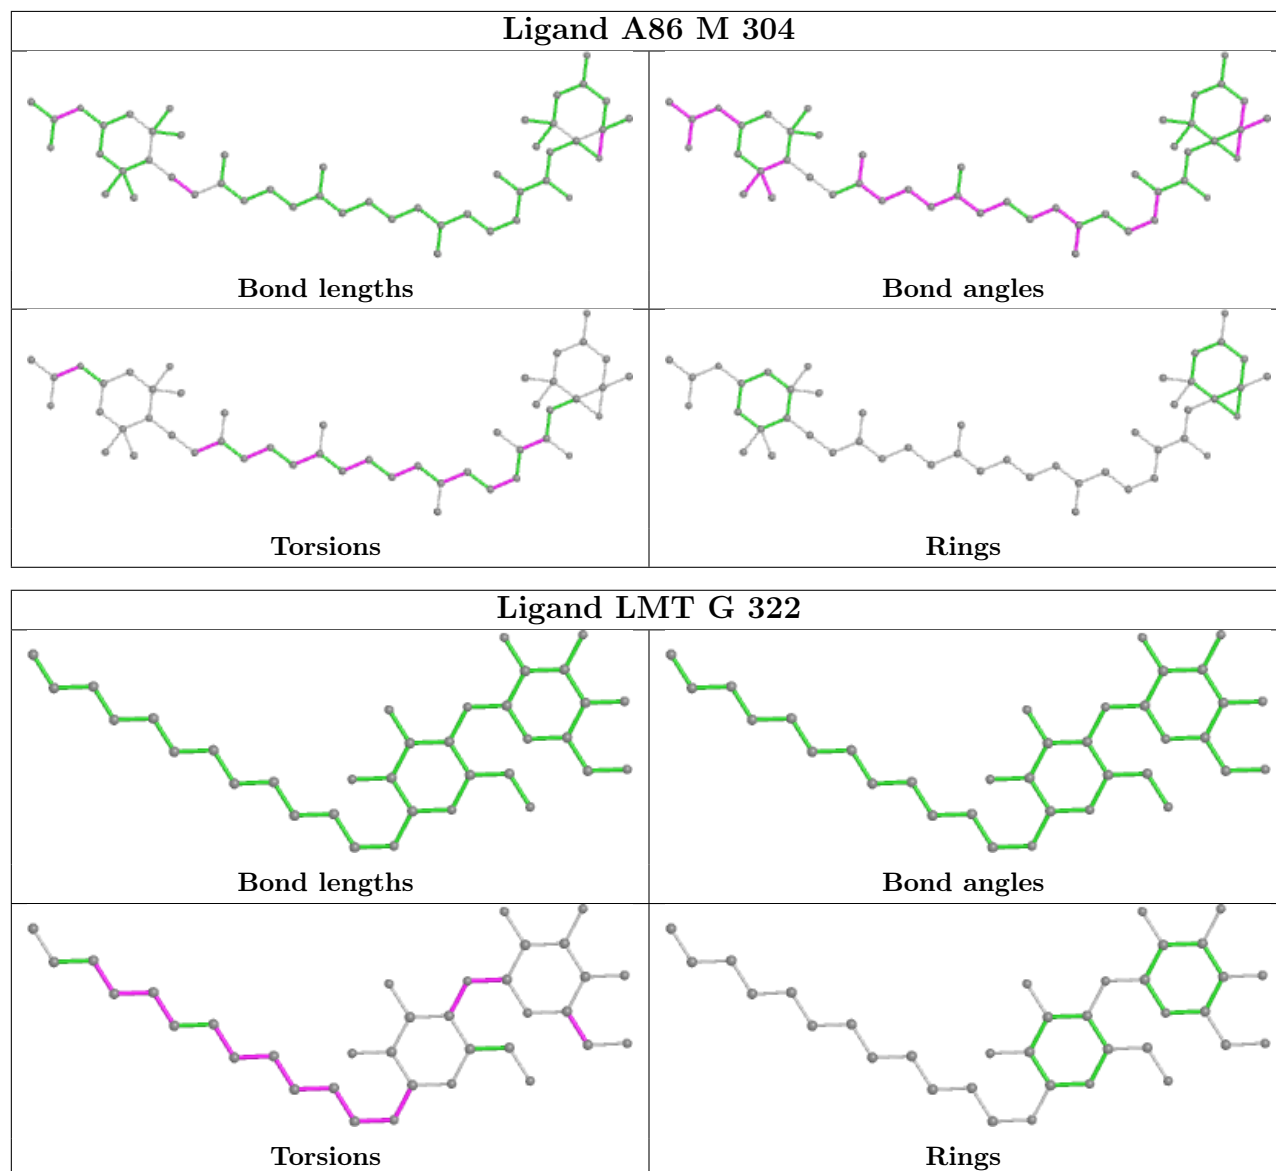 Ligand A86 M 304
Bond lengths
Bond angles
Torsions
Rings
Ligand LMT G 322
Bond lengths
Bond angles
Torsions
Rings